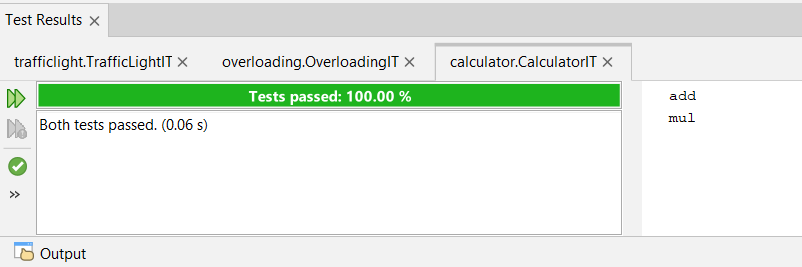 Test Results
trafficlight.TrafficLightIT
overloading.OverloadingIT
calculator.CalculatorIT
Tests passed: 100.00 %
Both tests passed. (0.06 s)
add
mul
Output